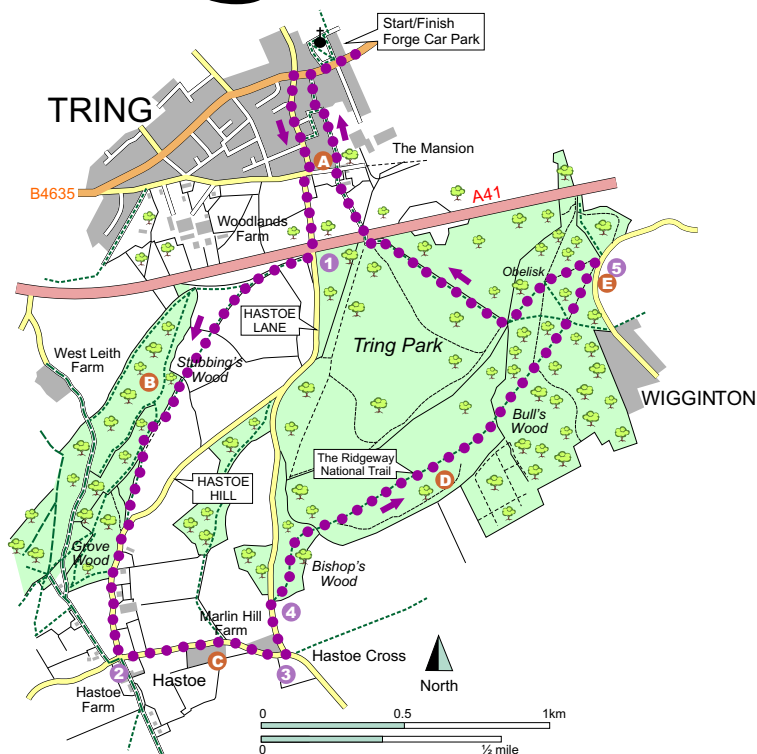 Start/Finish
Forge Car Park
TRING
A
The Mansion
B4635
A41
Woodlands
Farm
1
Obelisk
5
E
HASTOE
LANE
Tring Park
West Leith
Farm
Stubbing's
Wood
B
WIGGINTON
Bull's
Wood
The Ridgeway
National Trail
D
HASTOE
HILL
Grove
Wood
Bishop's
Wood
4
Marlin Hill
Farm
2
C
3
Hastoe Cross
Hastoe
Hastoe
Farm
North
0 0.5 1km
0 ½ mile